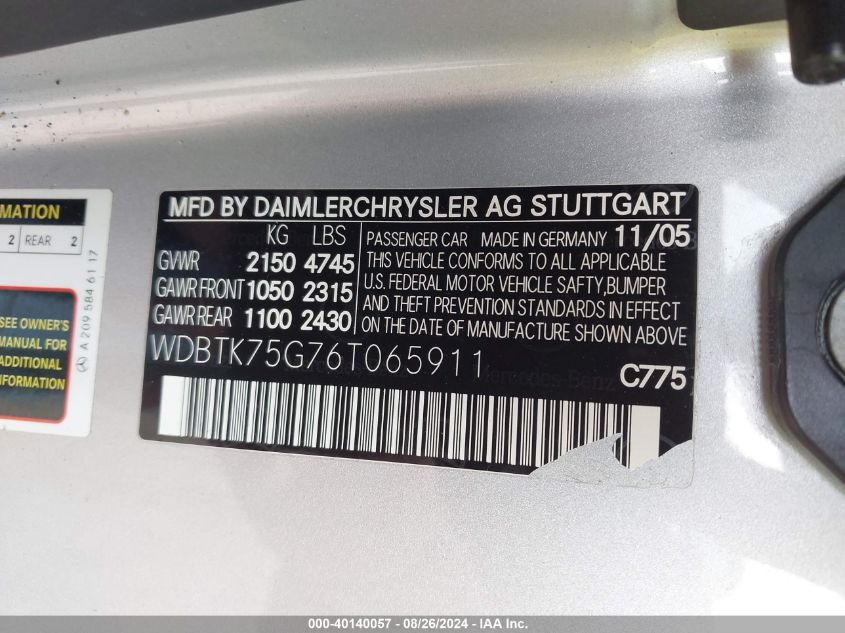 MFD BY DAIMLERCHRYSLER AG STUTTGART
KG LBS
GVWR 2150 4745
GAWR FRONT 1050 2315
GAWR REAR 1100 2430
PASSENGER CAR MADE IN GERMANY 11/05
THIS VEHICLE CONFORMS TO ALL APPLICABLE
U.S. FEDERAL MOTOR VEHICLE SAFTY,BUMPER
AND THEFT PREVENTION STANDARDS IN EFFECT
ON THE DATE OF MANUFACTURE SHOWN ABOVE
WDBTK75G76T065911
Mercedes-Benz
C775
MATION
2 REAR 2
SEE OWNER'S
MANUAL FOR
ADDITIONAL
A 209 584 61 17
000-40140057 - 08/26/2024 - IAA Inc.